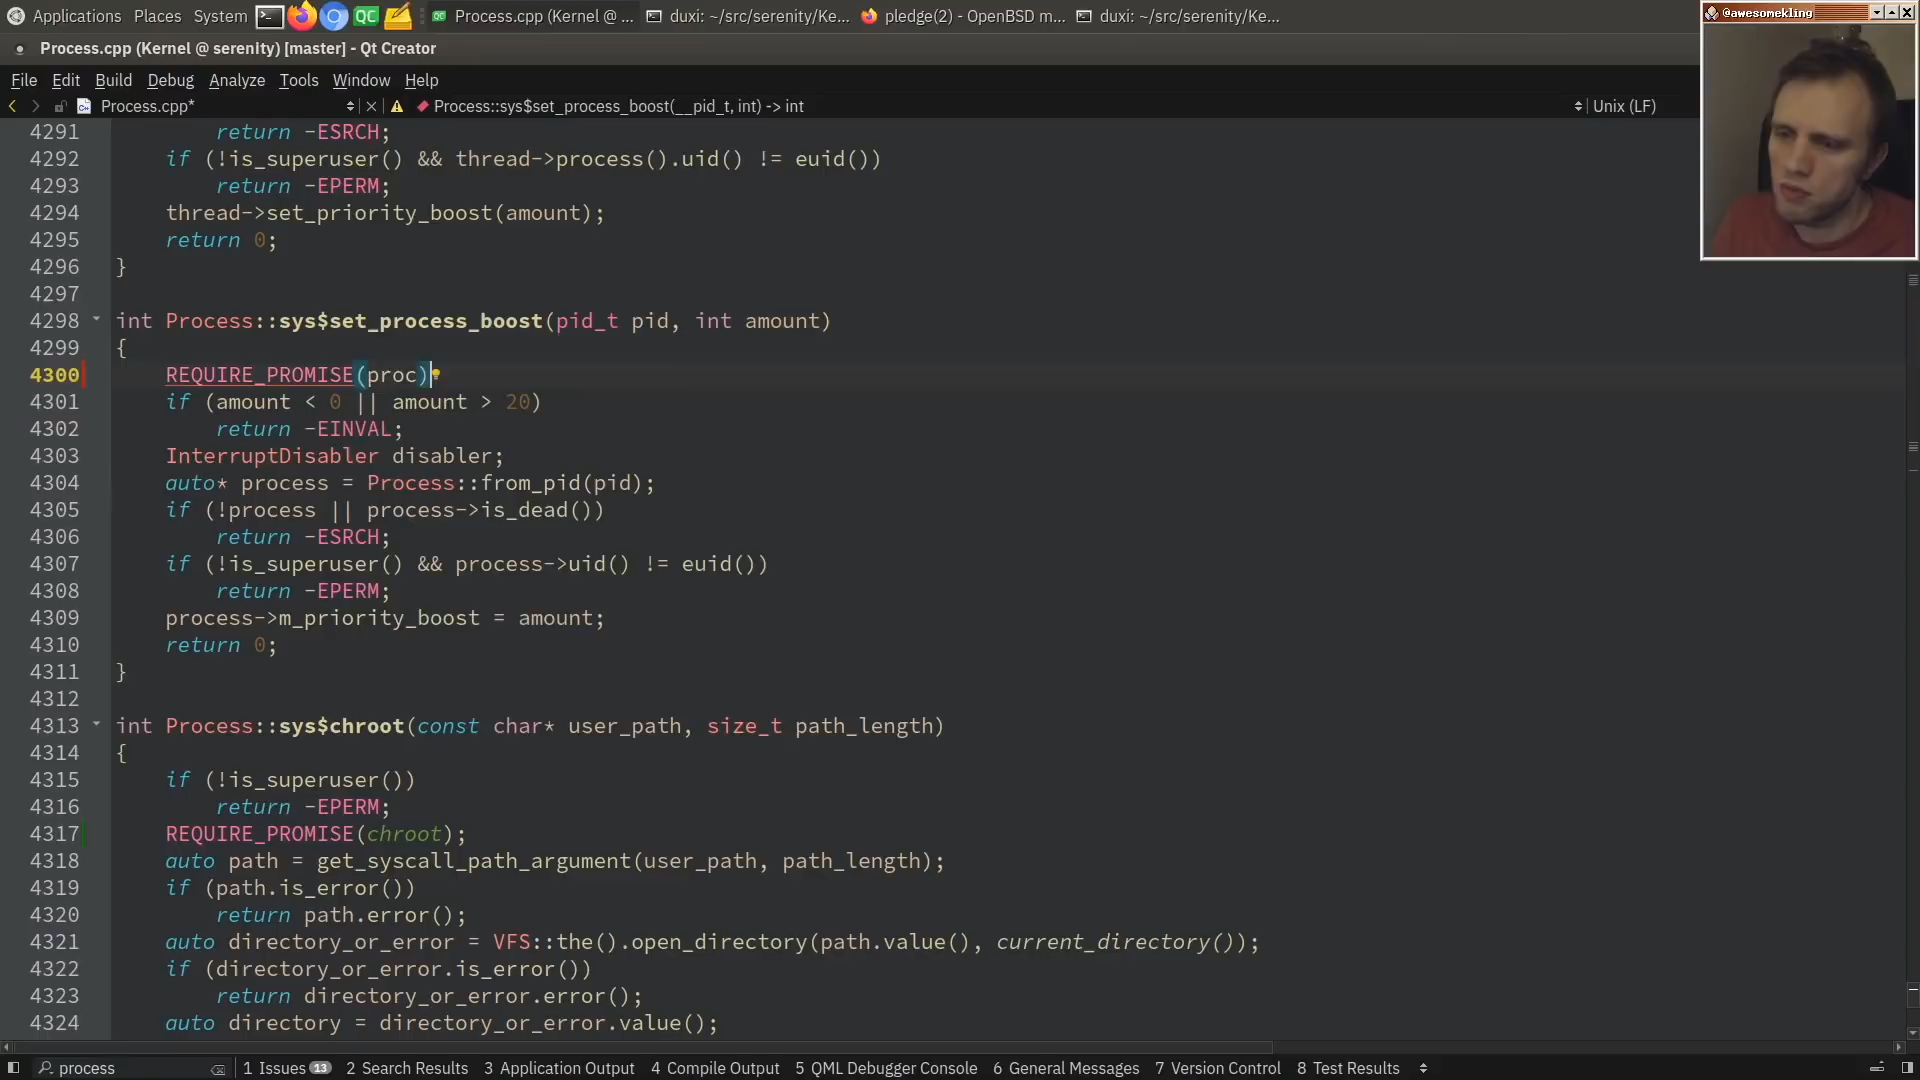 Applications Places System QC Process.cpp (Kernel @ ... duxi: ~/src/serenity/Ke... pledge(2) - OpenBSD m... duxi: ~/src/serenity/Ke...
@awesomekling
Process.cpp (Kernel @ serenity) [master] - Qt Creator
File Edit Build Debug Analyze Tools Window Help
Process.cpp* Process::sys$set_process_boost(__pid_t, int) -> int Unix (LF)
4291 return -ESRCH;
4292 if (!is_superuser() && thread->process().uid() != euid())
4293 return -EPERM;
4294 thread->set_priority_boost(amount);
4295 return 0;
4296 }
4297
4298 int Process::sys$set_process_boost(pid_t pid, int amount)
4299 {
4300 REQUIRE_PROMISE(proc)
4301 if (amount < 0 || amount > 20)
4302 return -EINVAL;
4303 InterruptDisabler disabler;
4304 auto* process = Process::from_pid(pid);
4305 if (!process || process->is_dead())
4306 return -ESRCH;
4307 if (!is_superuser() && process->uid() != euid())
4308 return -EPERM;
4309 process->m_priority_boost = amount;
4310 return 0;
4311 }
4312
4313 int Process::sys$chroot(const char* user_path, size_t path_length)
4314 {
4315 if (!is_superuser())
4316 return -EPERM;
4317 REQUIRE_PROMISE(chroot);
4318 auto path = get_syscall_path_argument(user_path, path_length);
4319 if (path.is_error())
4320 return path.error();
4321 auto directory_or_error = VFS::the().open_directory(path.value(), current_directory());
4322 if (directory_or_error.is_error())
4323 return directory_or_error.error();
4324 auto directory = directory_or_error.value();
process 1 Issues 13 2 Search Results 3 Application Output 4 Compile Output 5 QML Debugger Console 6 General Messages 7 Version Control 8 Test Results